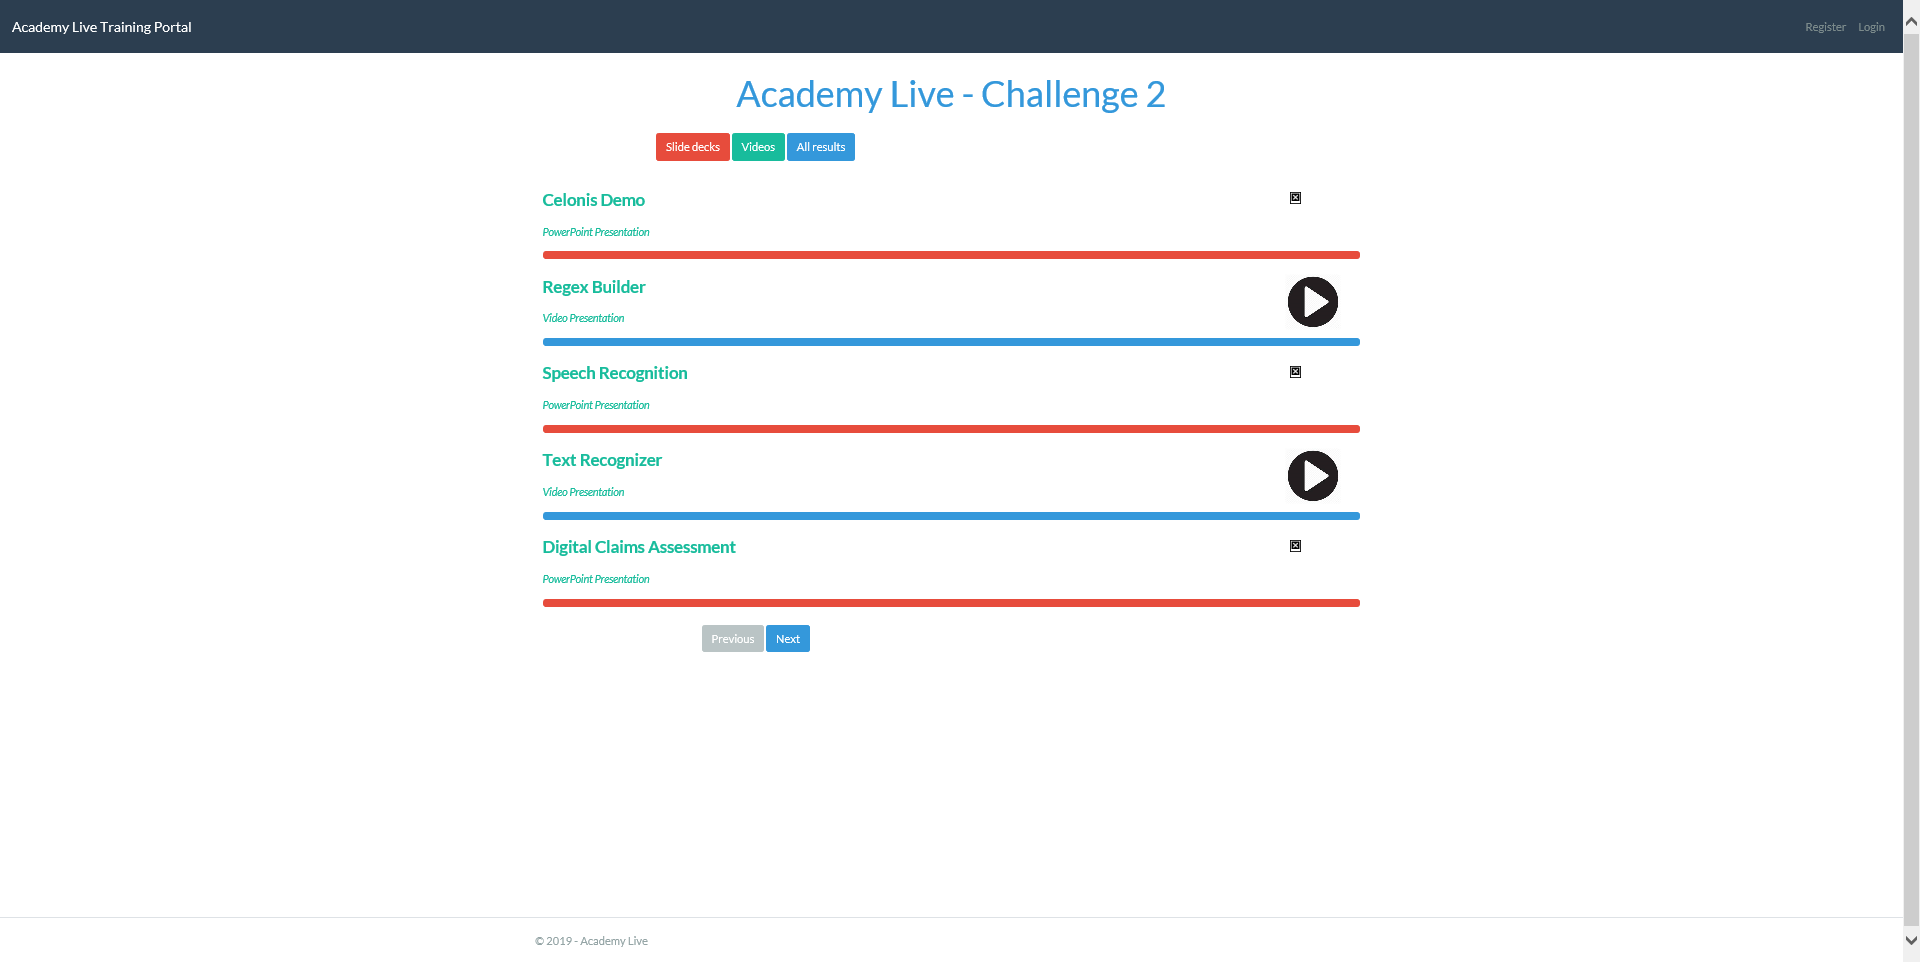 Academy Live Training Portal
Register Login
Academy Live - Challenge 2
Slide decks Videos All results
Celonis Demo
PowerPoint Presentation
Regex Builder
Video Presentation
Speech Recognition
PowerPoint Presentation
Text Recognizer
Video Presentation
Digital Claims Assessment
PowerPoint Presentation
Previous Next
© 2019 - Academy Live